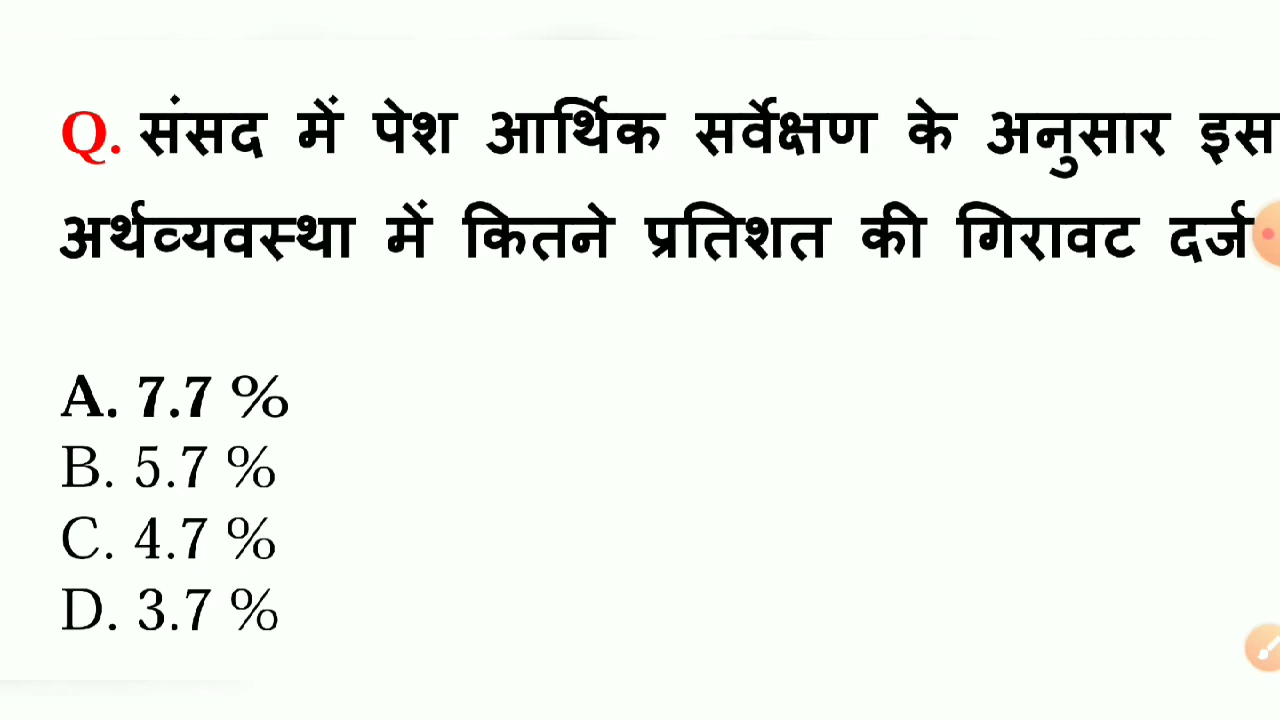 Q. संसद में पेश आर्थिक सर्वेक्षण के अनुसार इस
अर्थव्यवस्था में कितने प्रतिशत की गिरावट दर्ज
A. 7.7 %
B. 5.7 %
C. 4.7 %
D. 3.7 %